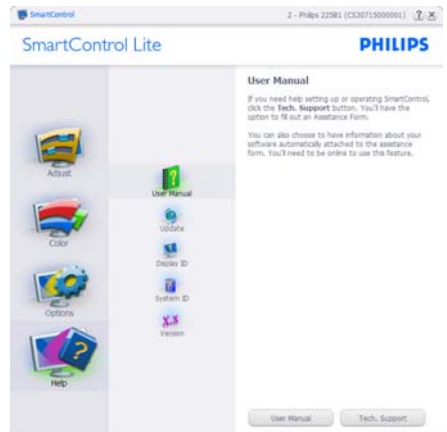 SmartControl
2 - Philips 225B1 (CS30715000001) ? X
SmartControl Lite
PHILIPS
Adjust
Color
Options
Help
User Manual
Update
Display ID
System ID
Version
User Manual
If you need help setting up or operating SmartControl,
click the Tech. Support button. You'll have the
option to fill out an Assistance Form.
You can also choose to have information about your
software automatically attached to the assistance
form. You'll need to be online to use this feature.
User Manual
Tech. Support